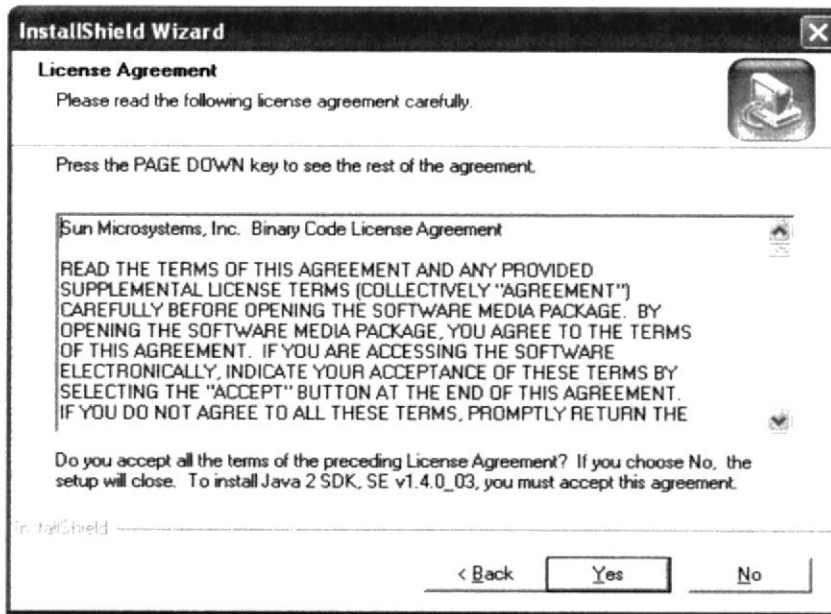 InstallShield Wizard
License Agreement
Please read the following license agreement carefully.
Press the PAGE DOWN key to see the rest of the agreement.
Sun Microsystems, Inc.  Binary Code License Agreement
READ THE TERMS OF THIS AGREEMENT AND ANY PROVIDED
SUPPLEMENTAL LICENSE TERMS (COLLECTIVELY "AGREEMENT")
CAREFULLY BEFORE OPENING THE SOFTWARE MEDIA PACKAGE.  BY
OPENING THE SOFTWARE MEDIA PACKAGE, YOU AGREE TO THE TERMS
OF THIS AGREEMENT.  IF YOU ARE ACCESSING THE SOFTWARE
ELECTRONICALLY, INDICATE YOUR ACCEPTANCE OF THESE TERMS BY
SELECTING THE "ACCEPT" BUTTON AT THE END OF THIS AGREEMENT.
IF YOU DO NOT AGREE TO ALL THESE TERMS, PROMPTLY RETURN THE
Do you accept all the terms of the preceding License Agreement?  If you choose No,  the
setup will close.  To install Java 2 SDK, SE v1.4.0_03, you must accept this agreement.
InstallShield
< Back
Yes
No